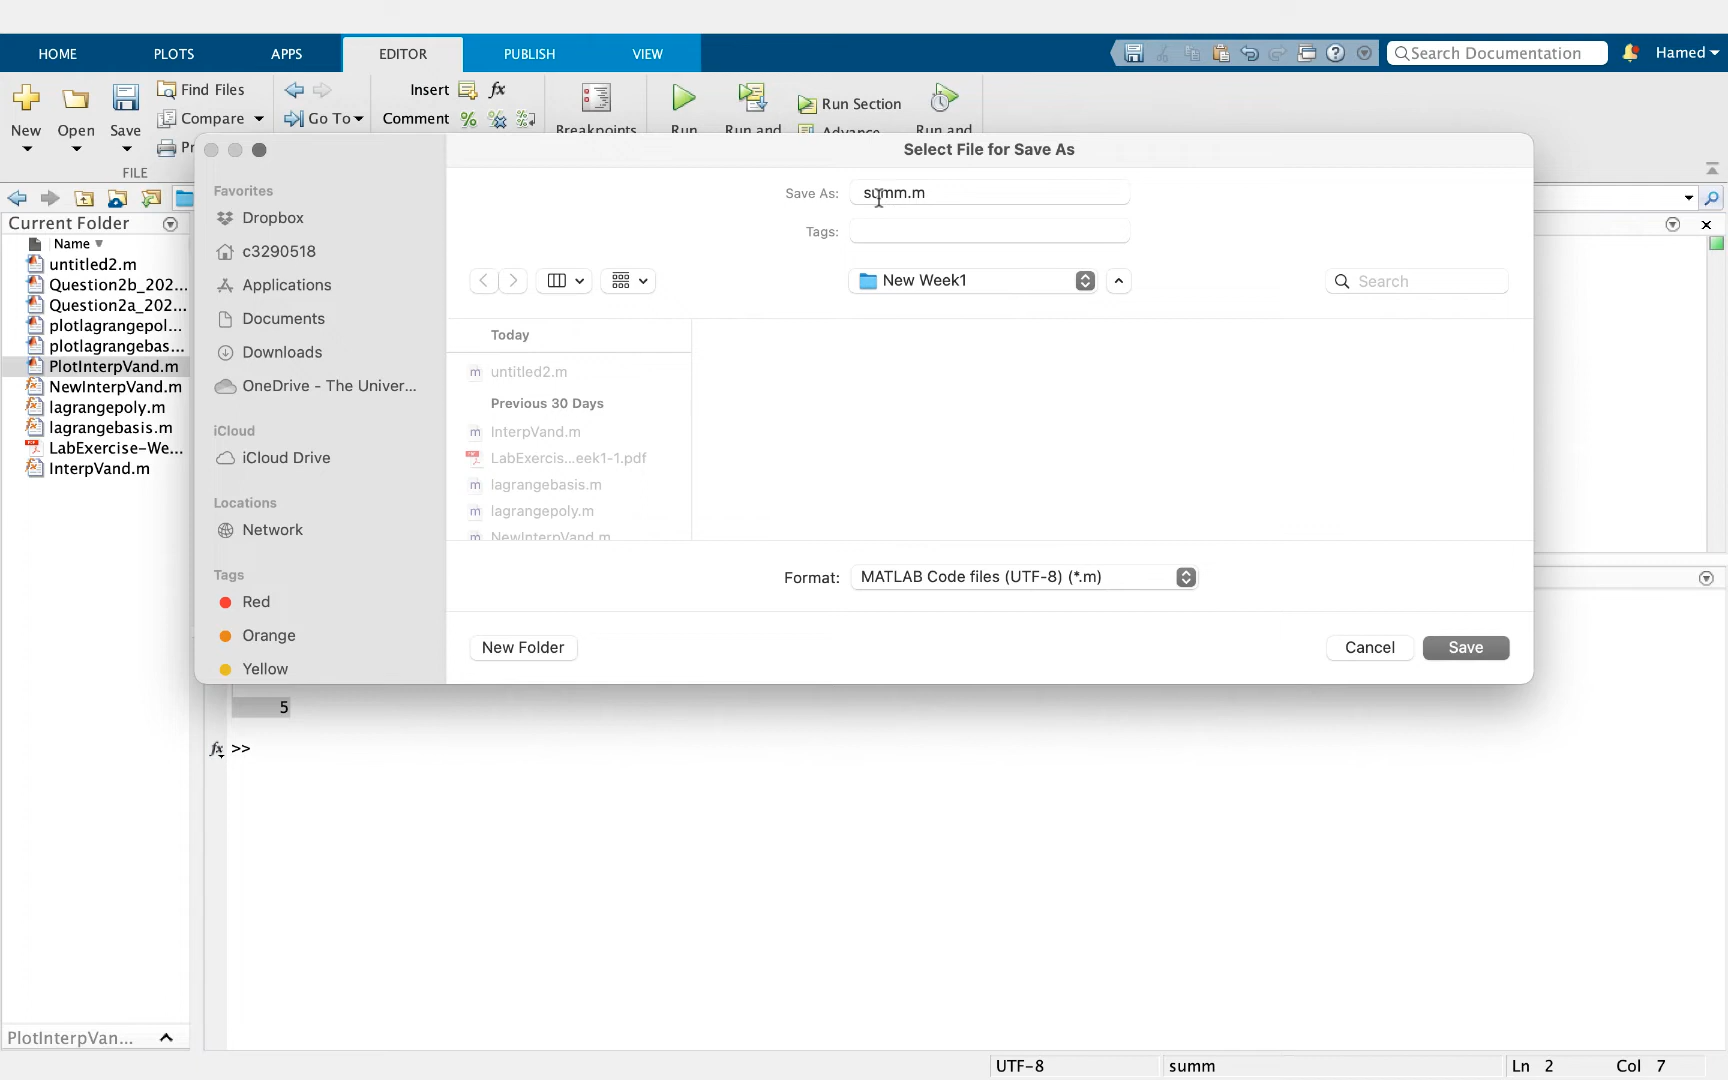 HOME PLOTS APPS EDITOR PUBLISH VIEW
Search Documentation Hamed
New Open Save
Find Files
Compare
Insert fx
Comment
Go To
Breakpoints
Run
Run and
Run Section
Advance
Run and
FILE
Current Folder
Name
untitled2.m
Question2b_202...
Question2a_202...
plotlagrangepol...
plotlagrangebas...
PlotInterpVand.m
NewInterpVand.m
lagrangepoly.m
lagrangebasis.m
LabExercise-We...
InterpVand.m
PlotInterpVan...
Select File for Save As
Favorites
Dropbox
c3290518
Applications
Documents
Downloads
OneDrive - The Univer...
iCloud
iCloud Drive
Locations
Network
Tags
Red
Orange
Yellow
Save As: summ.m
Tags:
New Week1
Search
Today
untitled2.m
Previous 30 Days
InterpVand.m
LabExercis...eek1-1.pdf
lagrangebasis.m
lagrangepoly.m
NewInterpVand.m
Format: MATLAB Code files (UTF-8) (*.m)
New Folder Cancel Save
5
fx >>
UTF-8 summ Ln 2 Col 7